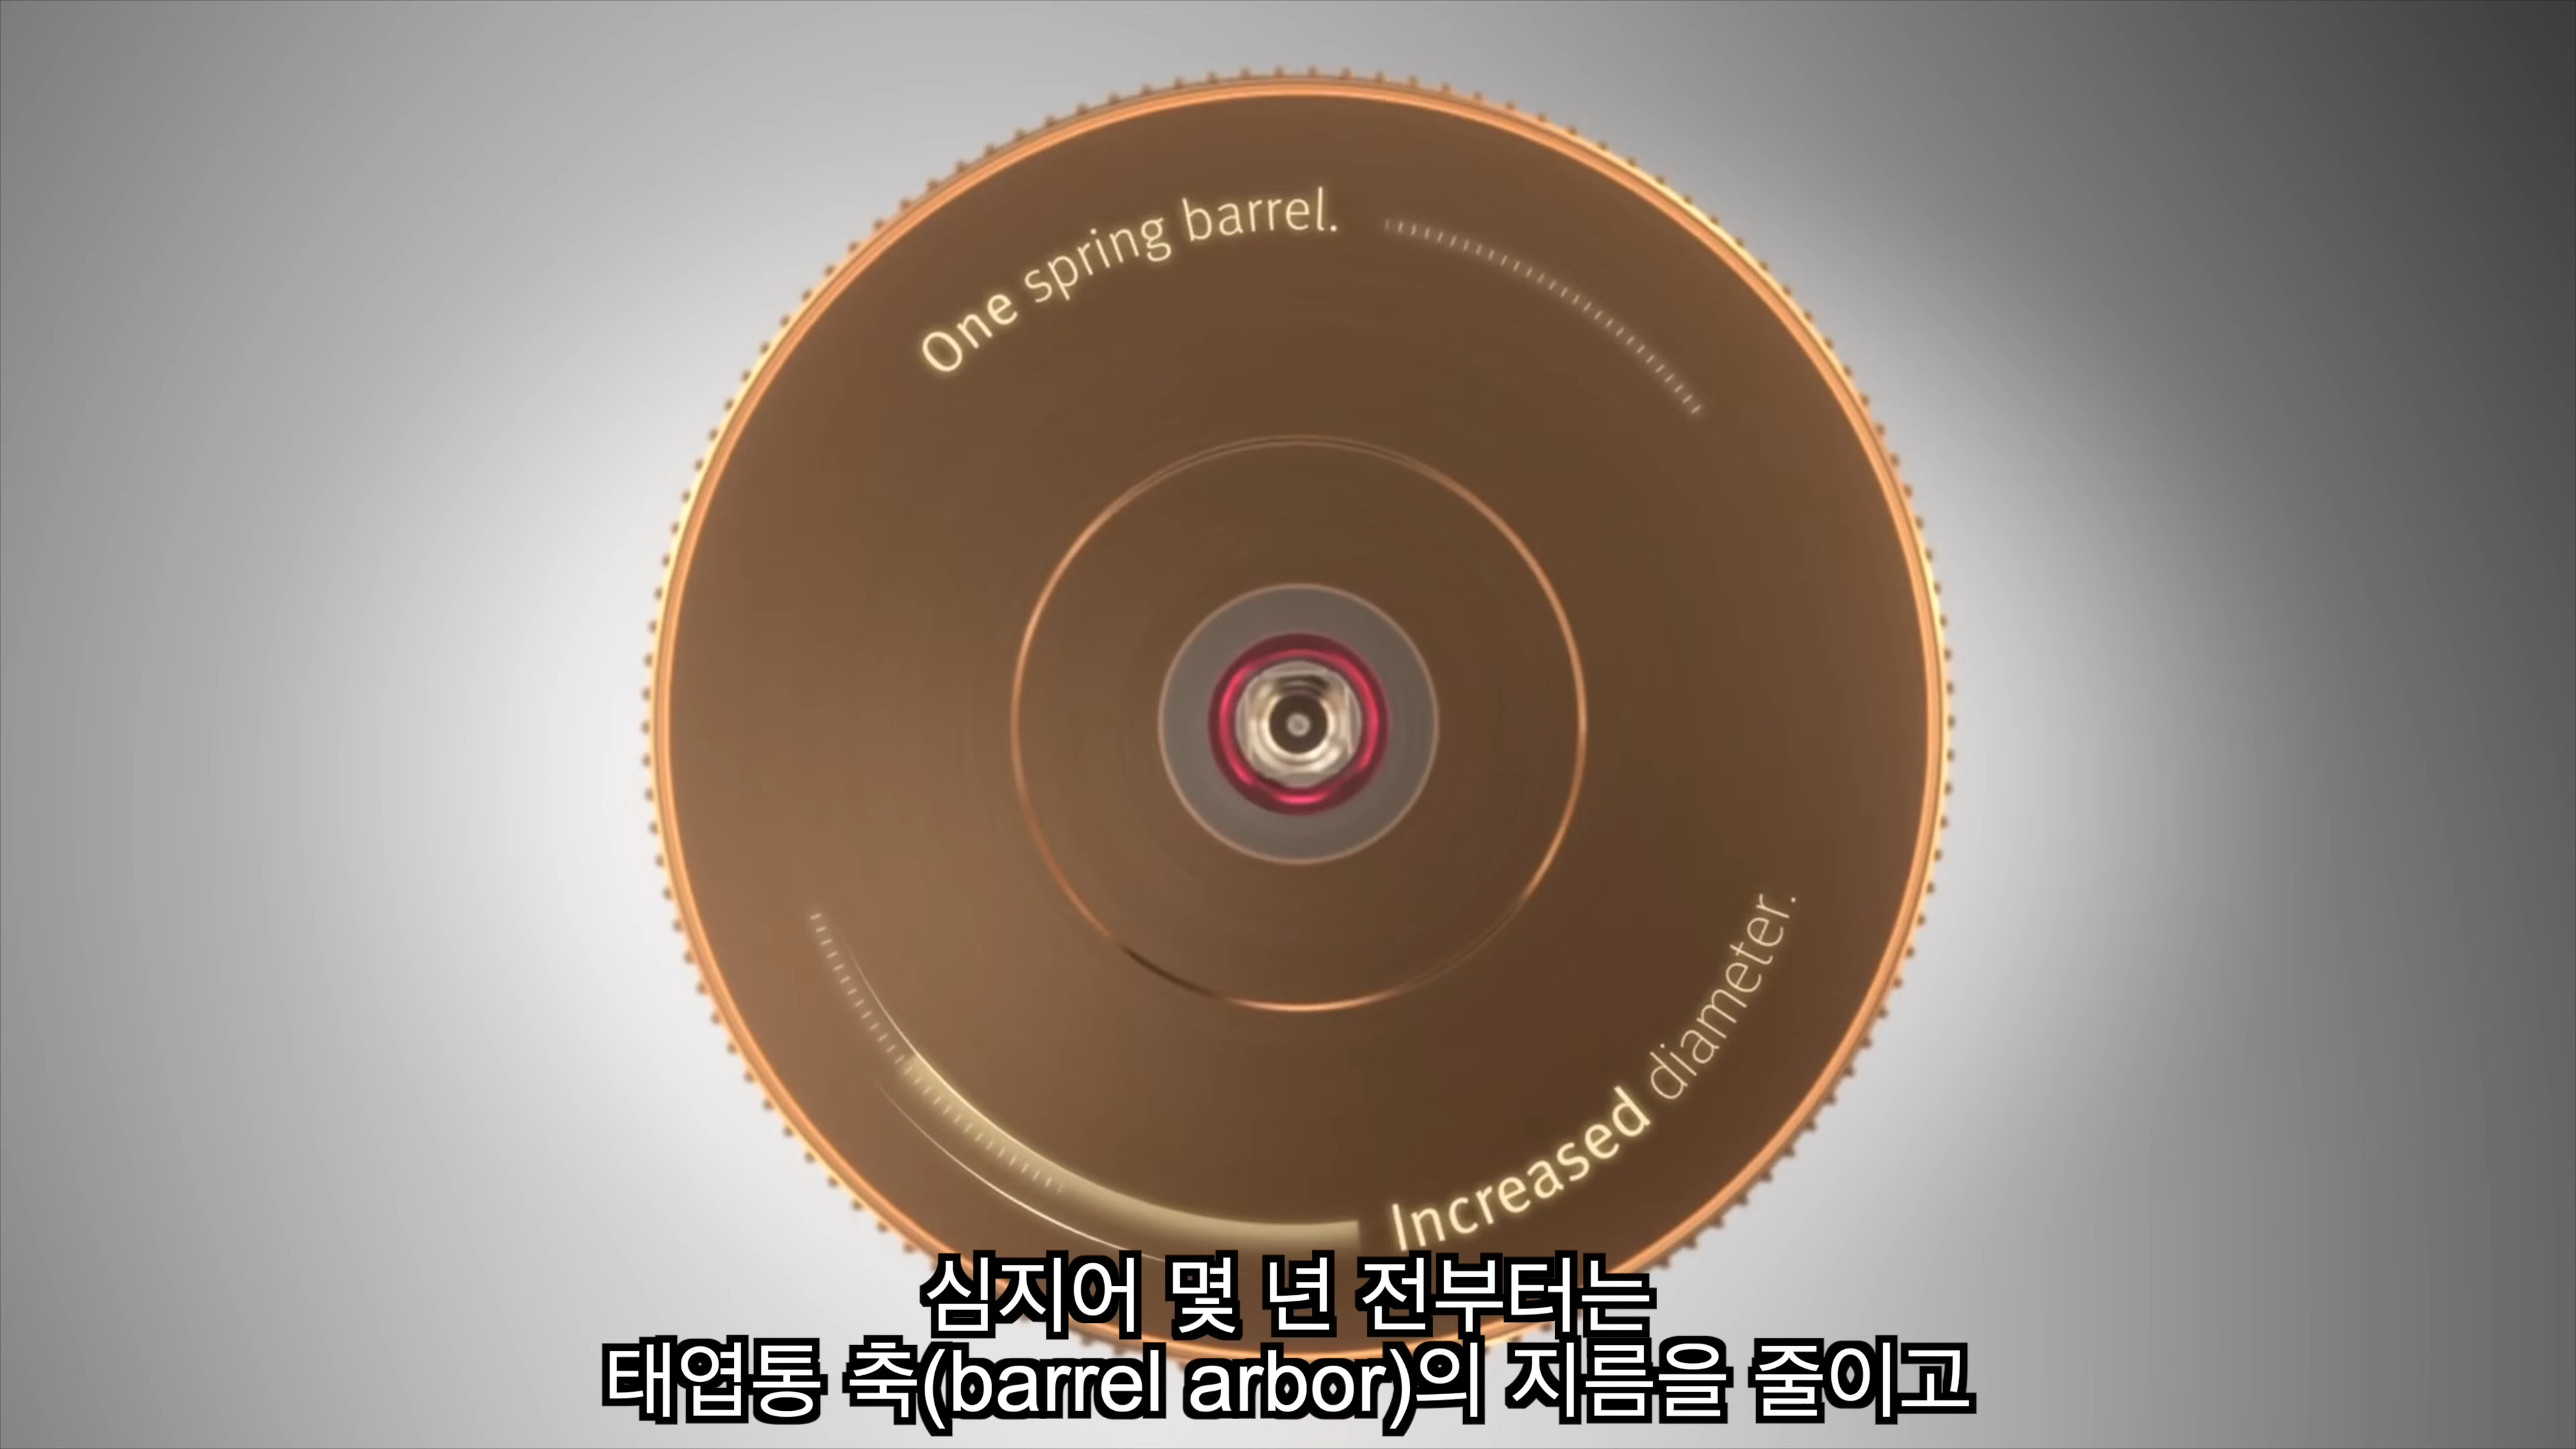 One spring barrel.
Increased diameter.
심지어 몇 년 전부터는
태엽통 축(barrel arbor)의 지름을 줄이고